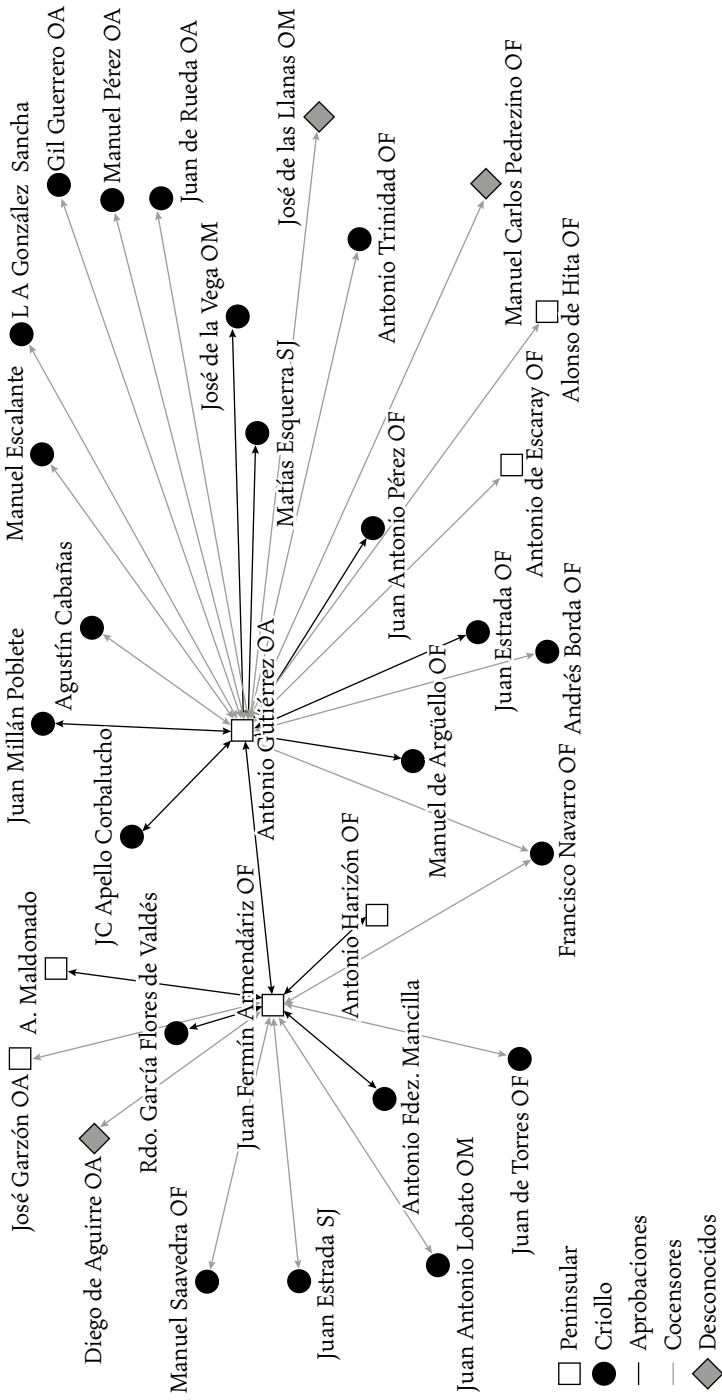 José Garzón OA
A. Maldonado
Diego de Aguirre OA
Rdo. García Flores de Valdés
JC Apello Corbalucho
Juan Millán Poblete
Agustín Cabañas
Manuel Escalante
L A González Sancha
Gil Guerrero OA
Manuel Pérez OA
Juan de Rueda OA
José de la Vega OM
José de las Llanas OM
Matías Esquerra SJ
Antonio Trinidad OF
Manuel Saavedra OF
Juan Fermín Armendáriz OF
Antonio Gutiérrez OA
Juan Estrada SJ
Antonio Harizón OF
Antonio Fdez. Mancilla
Juan Antonio Pérez OF
Manuel de Argüello OF
Juan Antonio Lobato OM
Juan de Torres OF
Juan Estrada OF
Antonio de Escaray OF
Manuel Carlos Pedrezino OF
Francisco Navarro OF
Andrés Borda OF
Alonso de Hita OF
Peninsular
Criollo
Aprobaciones
Cocensores
Desconocidos